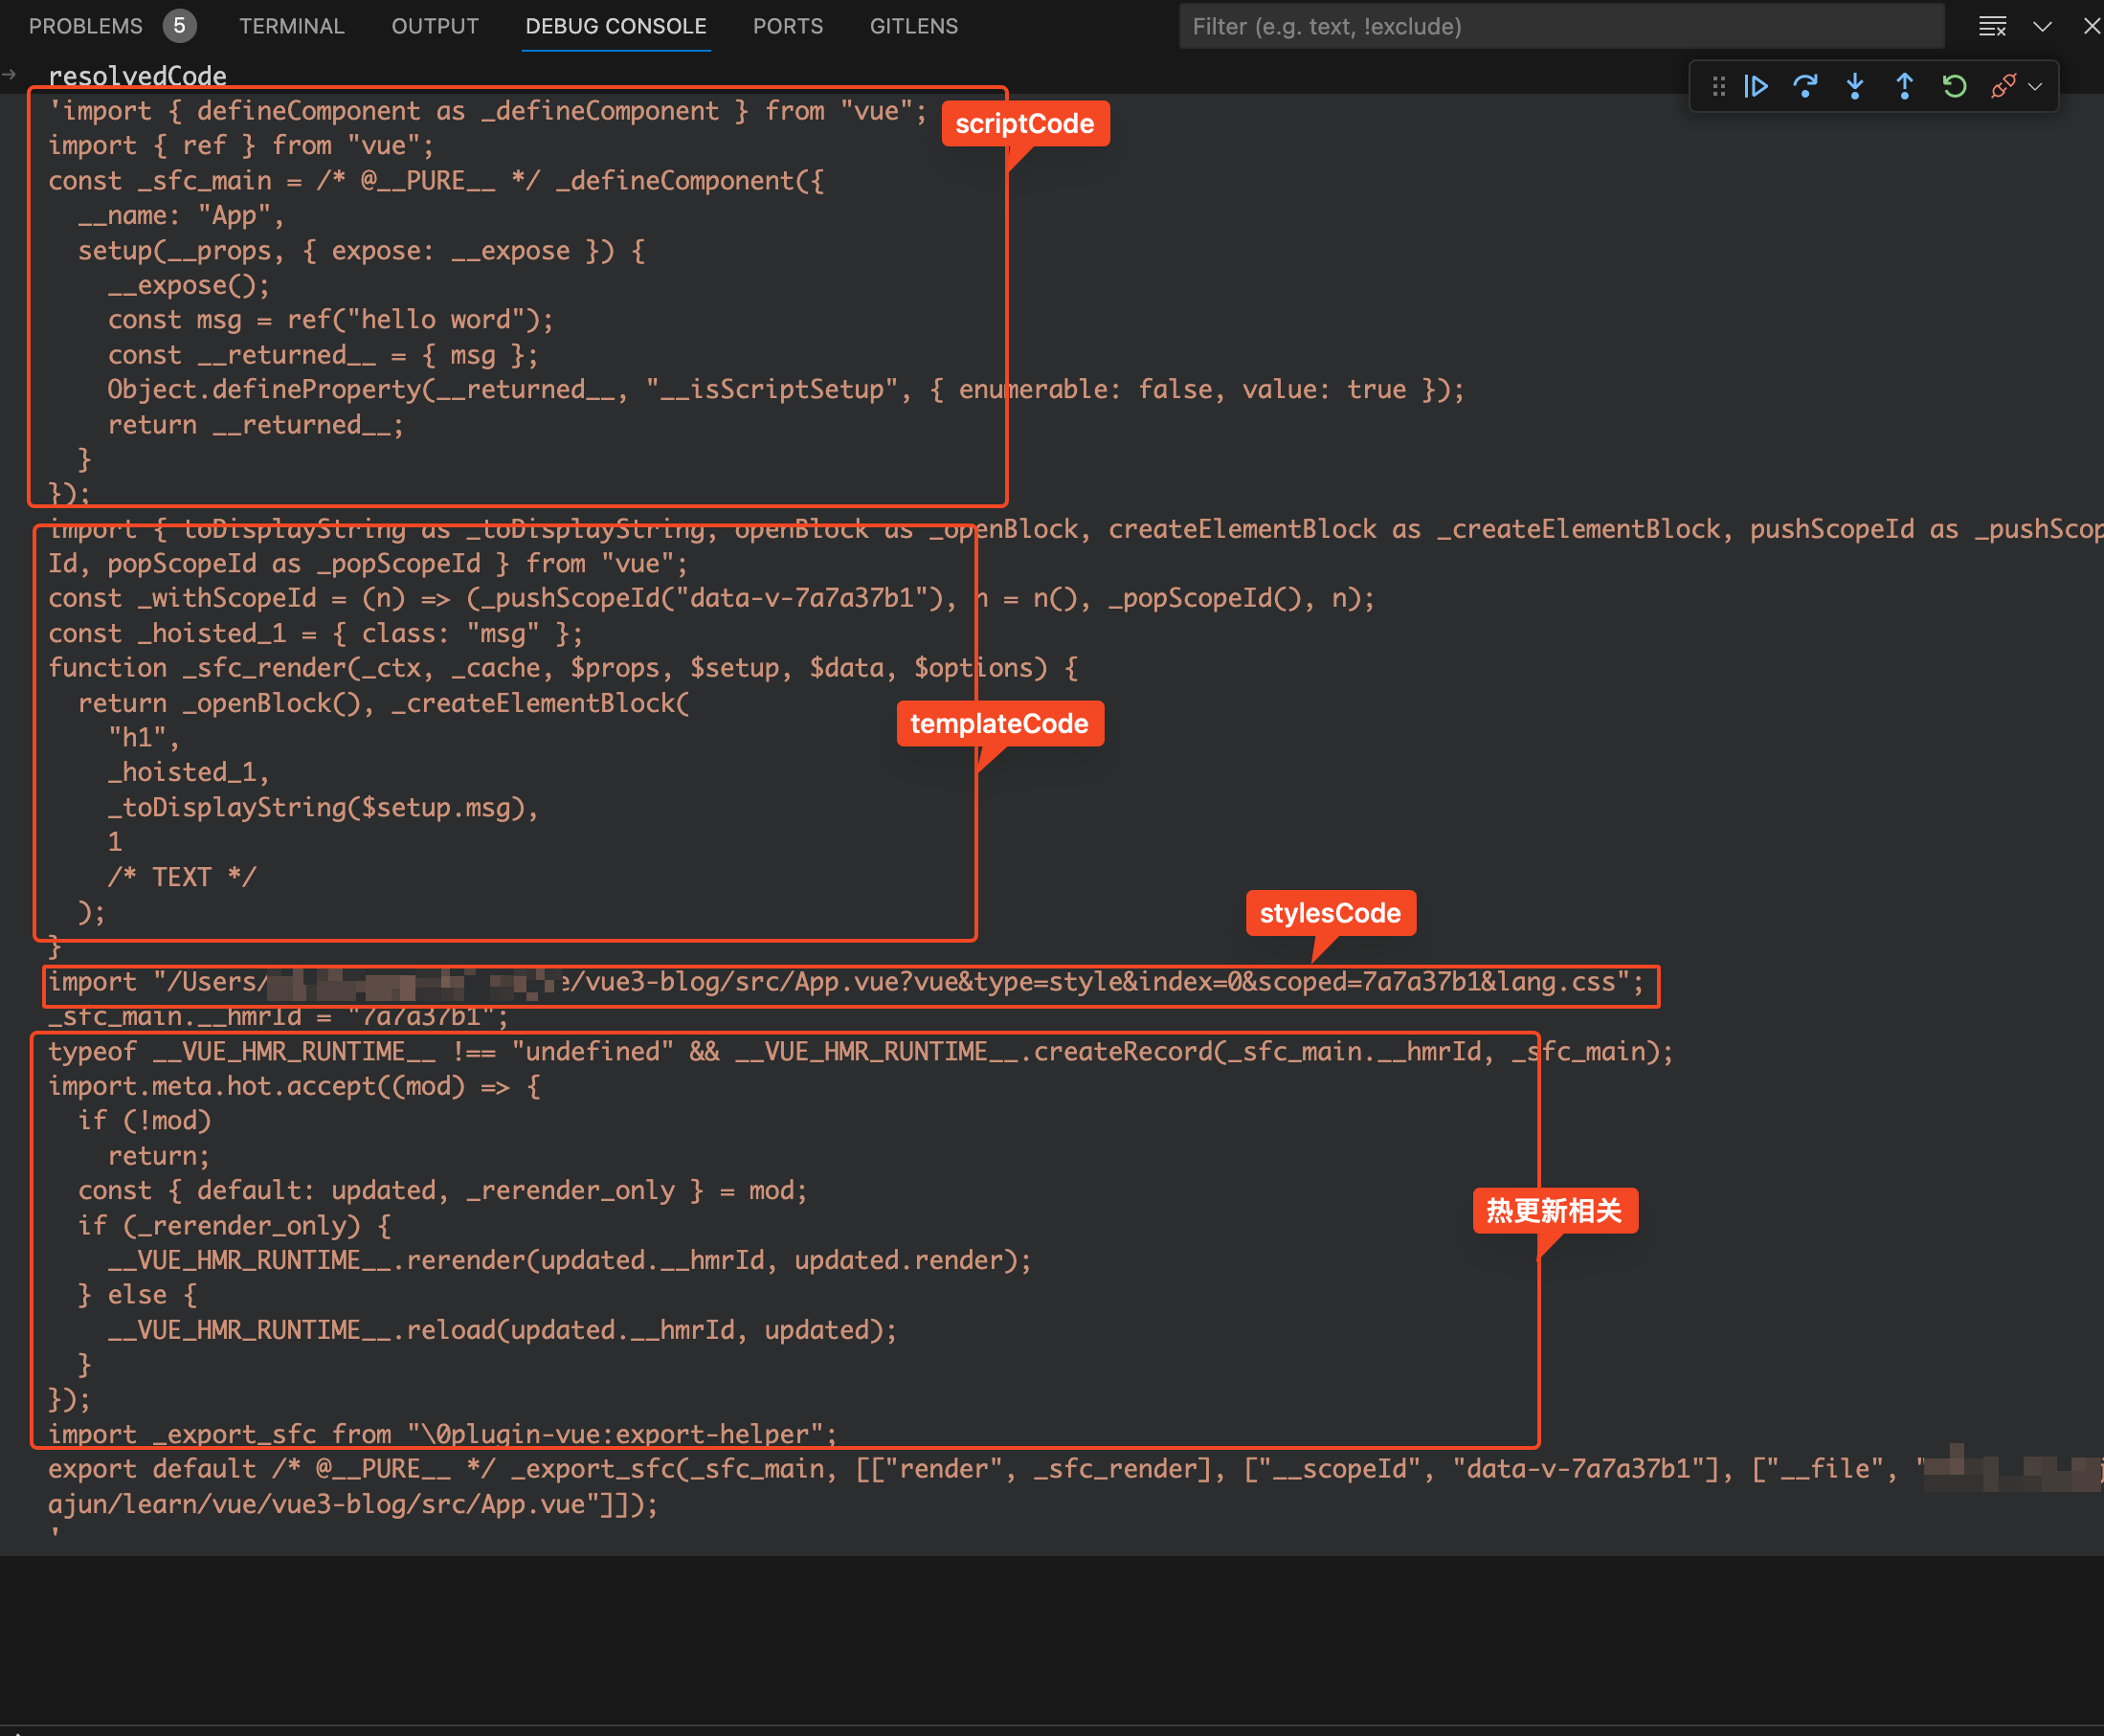 PROBLEMS 5 TERMINAL OUTPUT DEBUG CONSOLE PORTS GITLENS Filter (e.g. text, !exclude)
resolvedCode
'import { defineComponent as _defineComponent } from "vue";
scriptCode
import { ref } from "vue";
const _sfc_main = /* @__PURE__ */ _defineComponent({
  __name: "App",
  setup(__props, { expose: __expose }) {
    __expose();
    const msg = ref("hello word");
    const __returned__ = { msg };
    Object.defineProperty(__returned__, "__isScriptSetup", { enumerable: false, value: true });
    return __returned__;
  }
});
import { toDisplayString as _toDisplayString, openBlock as _openBlock, createElementBlock as _createElementBlock, pushScopeId as _pushScop
Id, popScopeId as _popScopeId } from "vue";
const _withScopeId = (n) => (_pushScopeId("data-v-7a7a37b1"), n = n(), _popScopeId(), n);
const _hoisted_1 = { class: "msg" };
function _sfc_render(_ctx, _cache, $props, $setup, $data, $options) {
  return _openBlock(), _createElementBlock(
templateCode
    "h1",
    _hoisted_1,
    _toDisplayString($setup.msg),
    1
    /* TEXT */
  );
stylesCode
}
import "/Users/ e/vue3-blog/src/App.vue?vue&type=style&index=0&scoped=7a7a37b1&lang.css";
_sfc_main.__hmrId = "7a7a37b1";
typeof __VUE_HMR_RUNTIME__ !== "undefined" && __VUE_HMR_RUNTIME__.createRecord(_sfc_main.__hmrId, _sfc_main);
import.meta.hot.accept((mod) => {
  if (!mod)
    return;
  const { default: updated, _rerender_only } = mod;
热更新相关
  if (_rerender_only) {
    __VUE_HMR_RUNTIME__.rerender(updated.__hmrId, updated.render);
  } else {
    __VUE_HMR_RUNTIME__.reload(updated.__hmrId, updated);
  }
});
import _export_sfc from "\0plugin-vue:export-helper";
export default /* @__PURE__ */ _export_sfc(_sfc_main, [["render", _sfc_render], ["__scopeId", "data-v-7a7a37b1"], ["__file", "
ajun/learn/vue/vue3-blog/src/App.vue"]]);
'